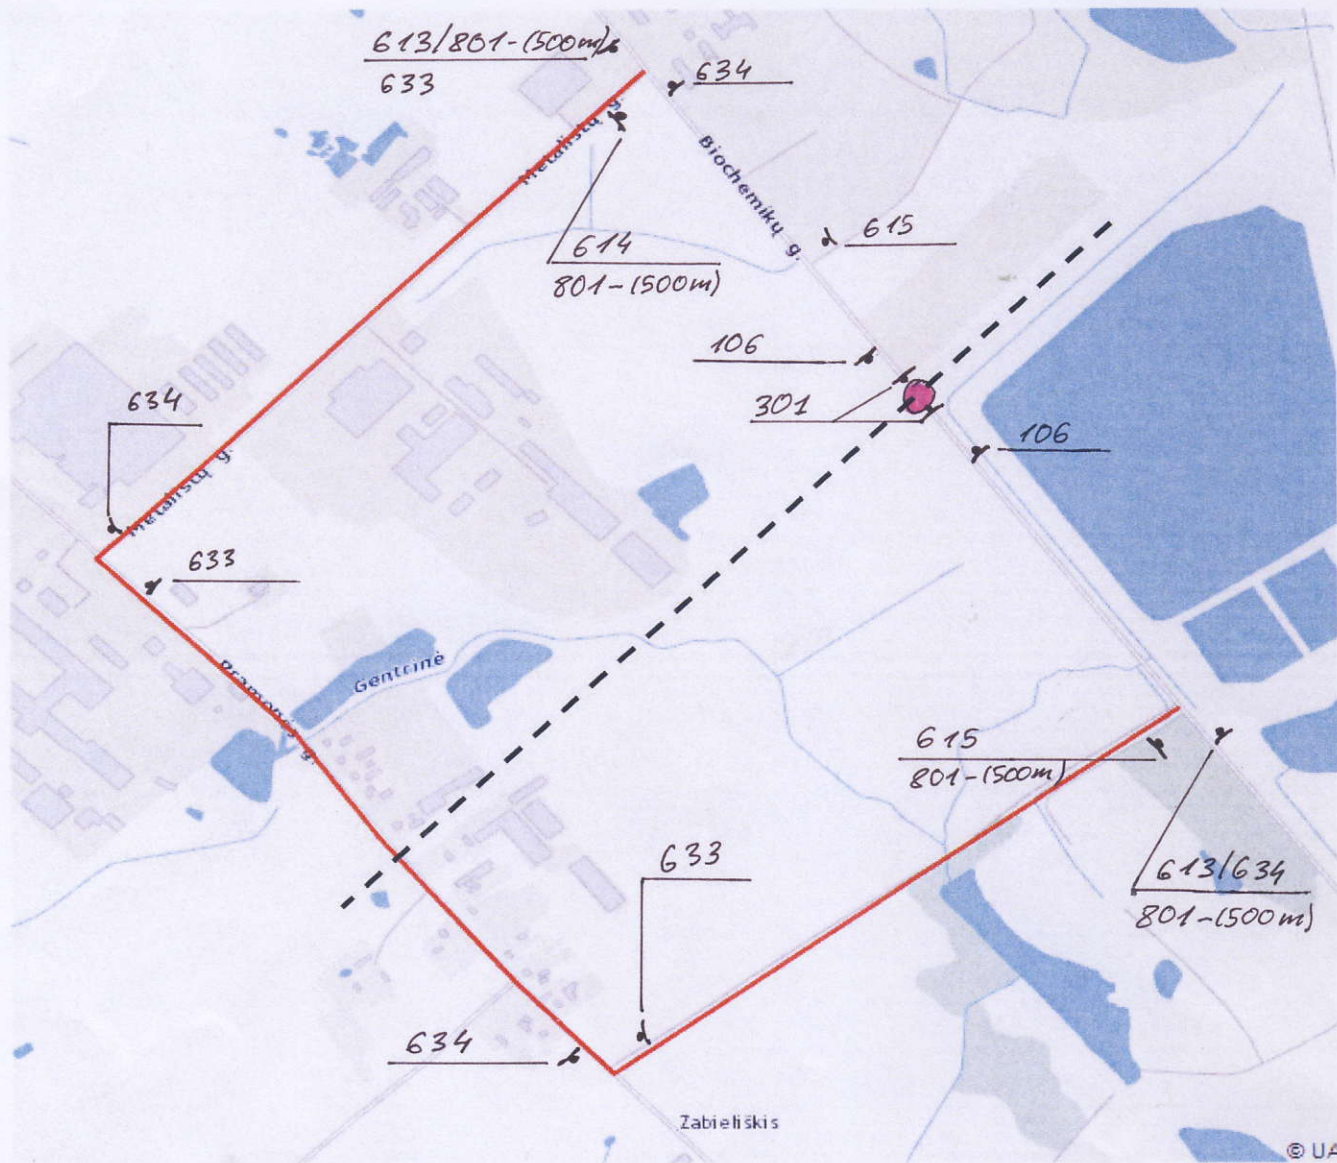 613/801-(500m)
633
634
Metalistų g.
Biochemikų g.
614
801-(500m)
615
106
301
106
634
Metalistų g.
633
Pramonės g.
Gentrinė
615
801-(500m)
633
613/634
801-(500m)
634
Zabieliškis
© UA